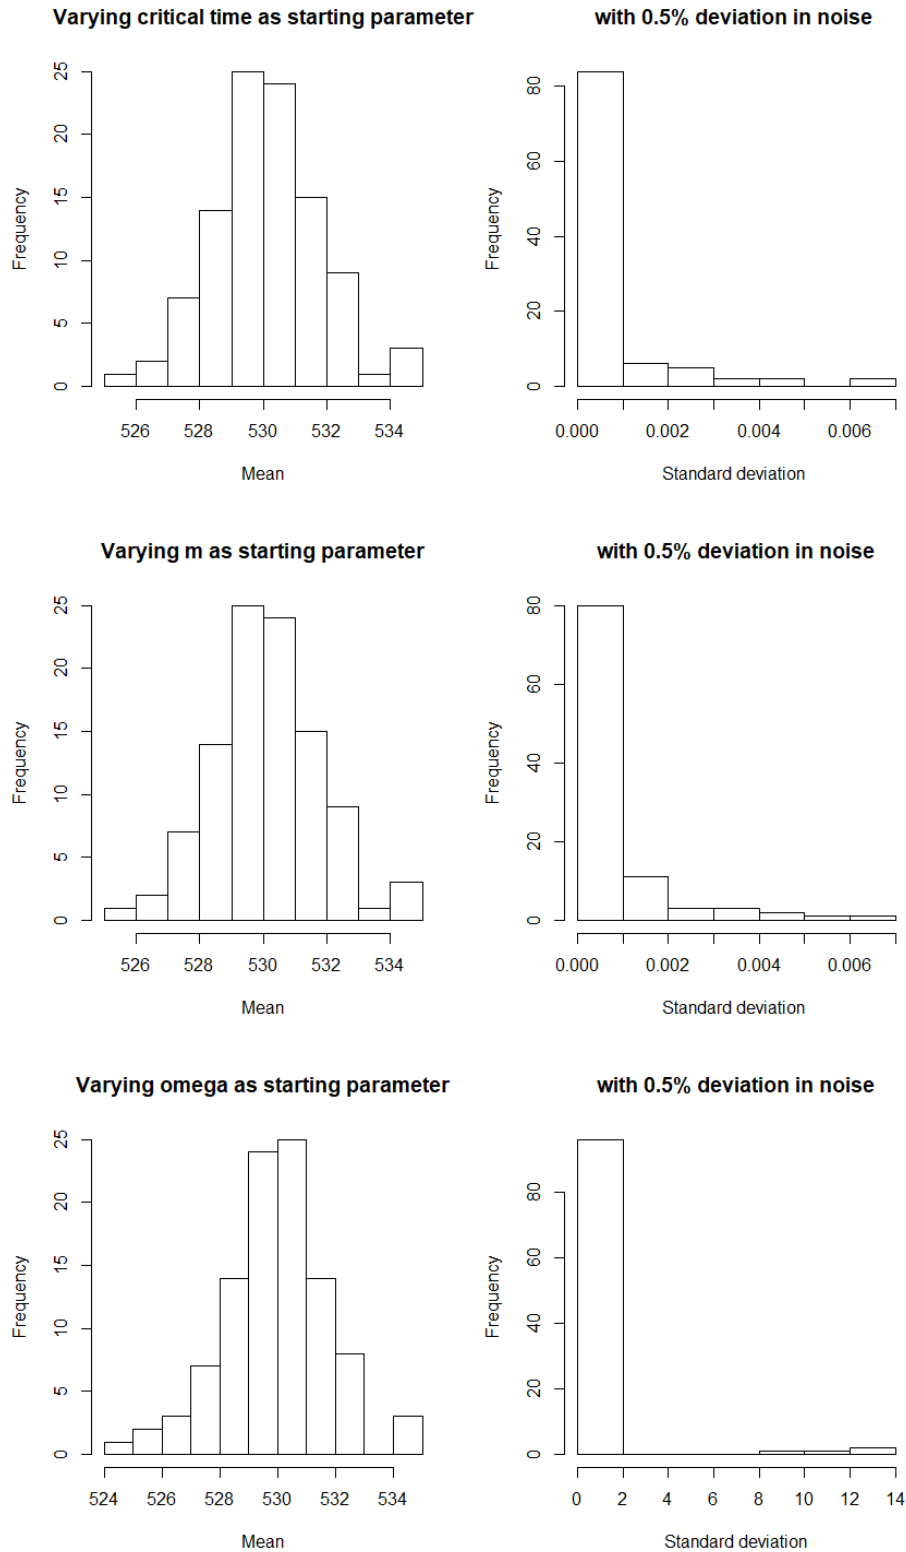 Varying critical time as starting parameter
with 0.5% deviation in noise
Frequency
0 5 10 15 20 25
526 528 530 532 534
Mean
Frequency
0 20 40 60 80
0.000 0.002 0.004 0.006
Standard deviation
Varying m as starting parameter
with 0.5% deviation in noise
Frequency
0 5 10 15 20 25
526 528 530 532 534
Mean
Frequency
0 20 40 60 80
0.000 0.002 0.004 0.006
Standard deviation
Varying omega as starting parameter
with 0.5% deviation in noise
Frequency
0 5 10 15 20 25
524 526 528 530 532 534
Mean
Frequency
0 20 40 60 80
0 2 4 6 8 10 12 14
Standard deviation